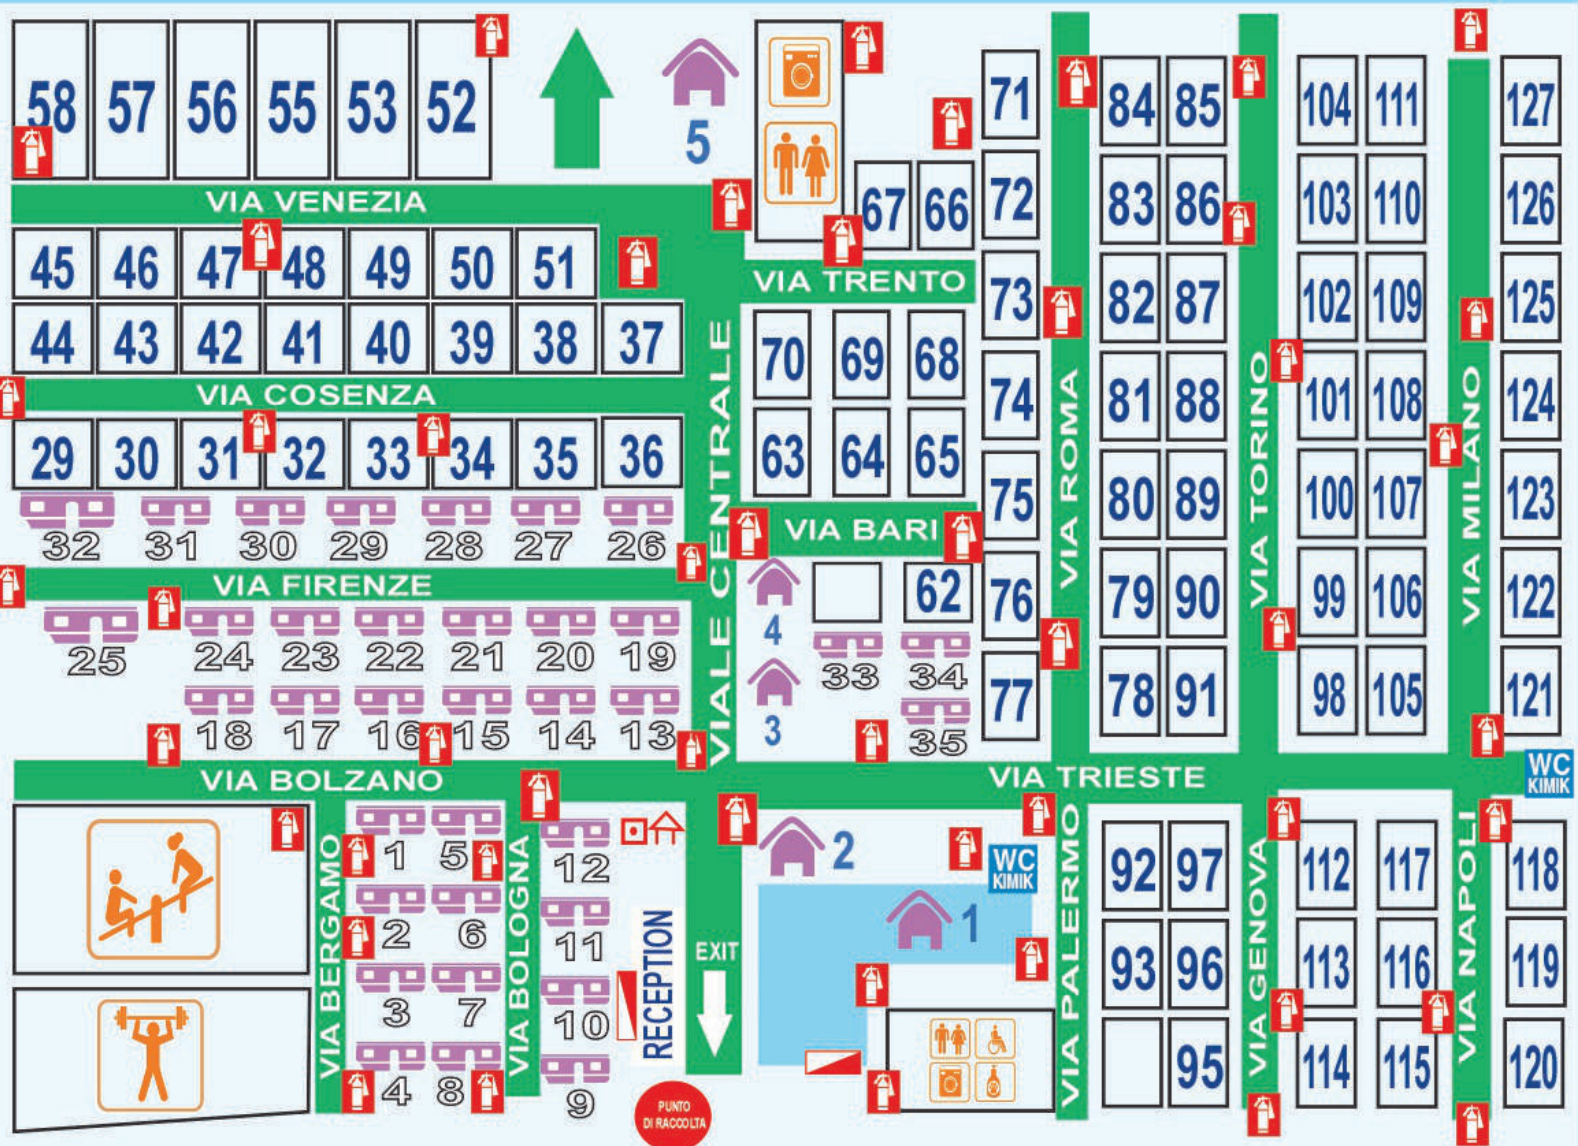 58 57 56 55 53 52
5
71
84 85
104 111
127
VIA VENEZIA
67 66
72
83 86
103 110
126
45 46 47 48 49 50 51
VIA TRENTO
73
82 87
102 109
125
44 43 42 41 40 39 38 37
70 69 68
74
81 88
101 108
124
VIA COSENZA
VIALE CENTRALE
VIA ROMA
VIA TORINO
VIA MILANO
29 30 31 32 33 34 35 36
63 64 65
75
80 89
100 107
123
32 31 30 29 28 27 26
VIA BARI
VIA FIRENZE
62
76
79 90
99 106
122
25 24 23 22 21 20 19
4
33 34
77
78 91
98 105
121
18 17 16 15 14 13
3
35
VIA BOLZANO
VIA TRIESTE
WC
KIMIK
VIA BERGAMO
1 5
VIA BOLOGNA
12
2
WC
KIMIK
VIA PALERMO
92 97
VIA GENOVA
112 117
VIA NAPOLI
118
2 6
11
RECEPTION
EXIT
1
93 96
113 116
119
3 7
10
95
114 115
120
4 8
9
PUNTO
DI RACCOLTA